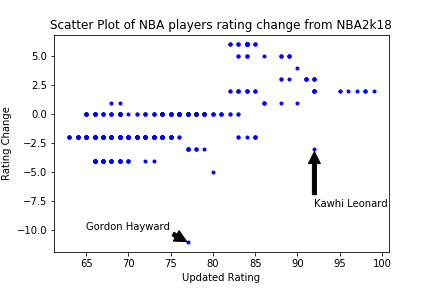 Scatter Plot of NBA players rating change from NBA2k18
Rating Change
5.0
2.5
0.0
−2.5
−5.0
−7.5
−10.0
Kawhi Leonard
Gordon Hayward
65 70 75 80 85 90 95 100
Updated Rating